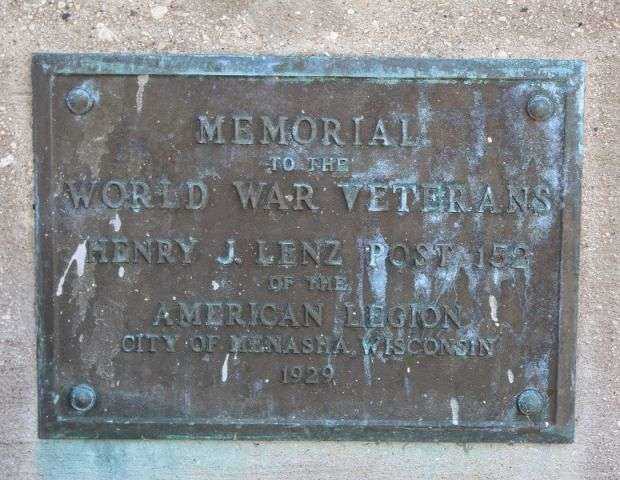 MEMORIAL
TO THE
WORLD WAR VETERANS
HENRY J. LENZ POST 152
OF THE
AMERICAN LEGION
CITY OF MENASHA, WISCONSIN
1929